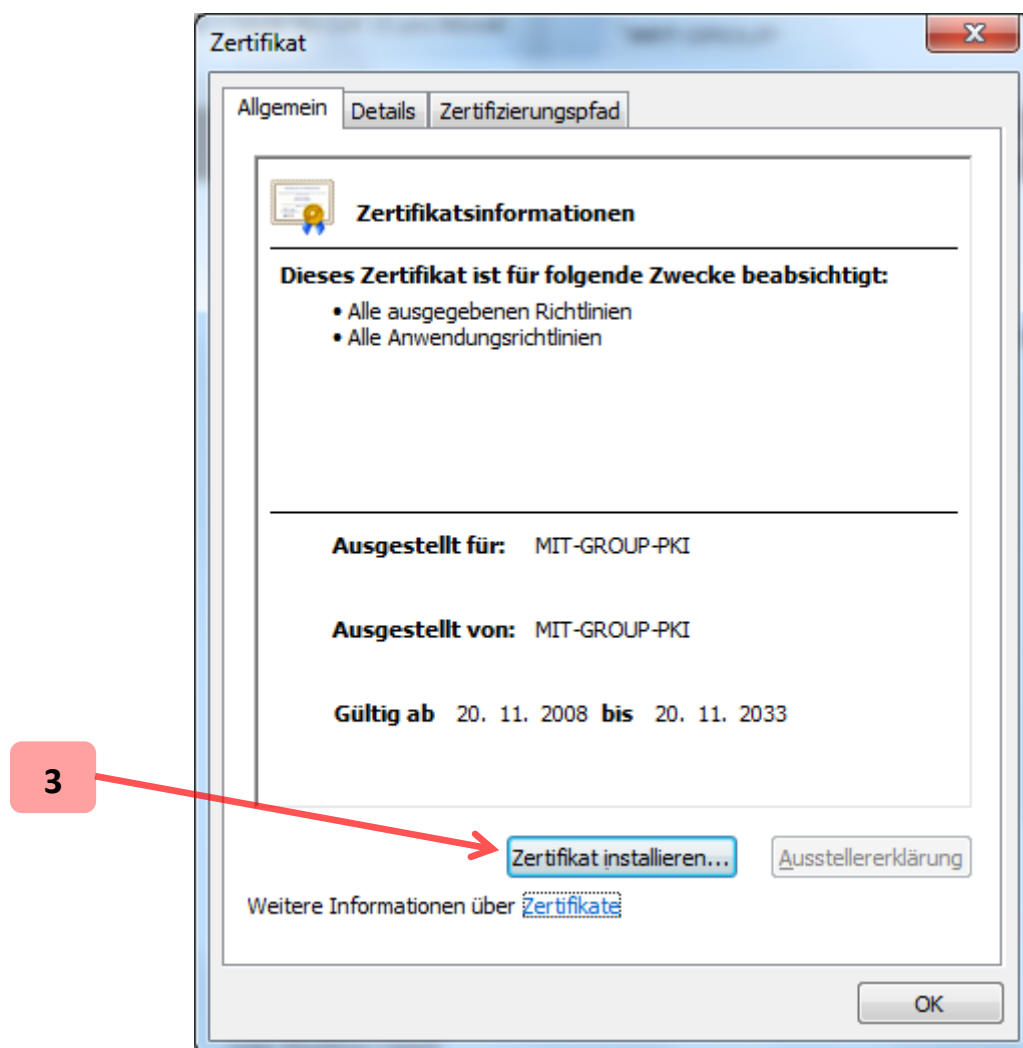 Zertifikat
Allgemein Details Zertifizierungspfad
Zertifikatsinformationen
Dieses Zertifikat ist für folgende Zwecke beabsichtigt:
• Alle ausgegebenen Richtlinien
• Alle Anwendungsrichtlinien
Ausgestellt für: MIT-GROUP-PKI
Ausgestellt von: MIT-GROUP-PKI
Gültig ab 20. 11. 2008 bis 20. 11. 2033
3
Zertifikat installieren... Ausstellererklärung
Weitere Informationen über Zertifikate
OK